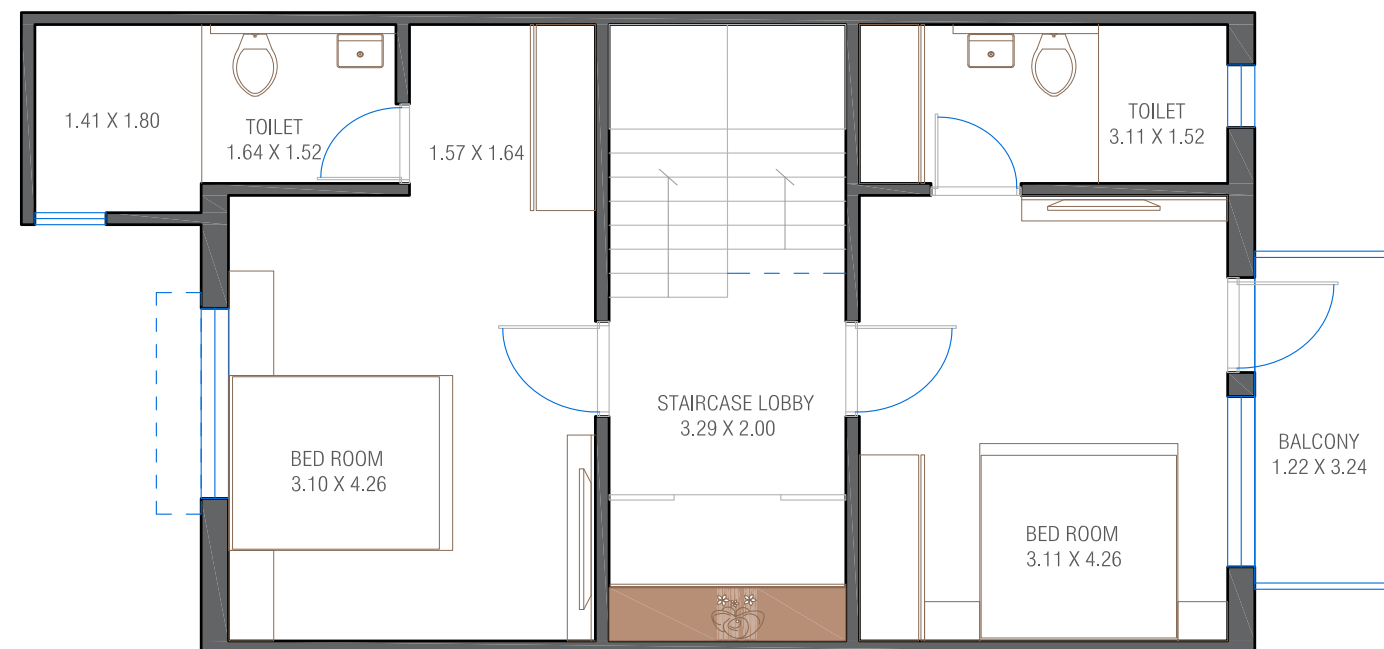 1.41 X 1.80
TOILET
1.64 X 1.52
1.57 X 1.64
TOILET
3.11 X 1.52
STAIRCASE LOBBY
3.29 X 2.00
BED ROOM
3.10 X 4.26
BALCONY
1.22 X 3.24
BED ROOM
3.11 X 4.26